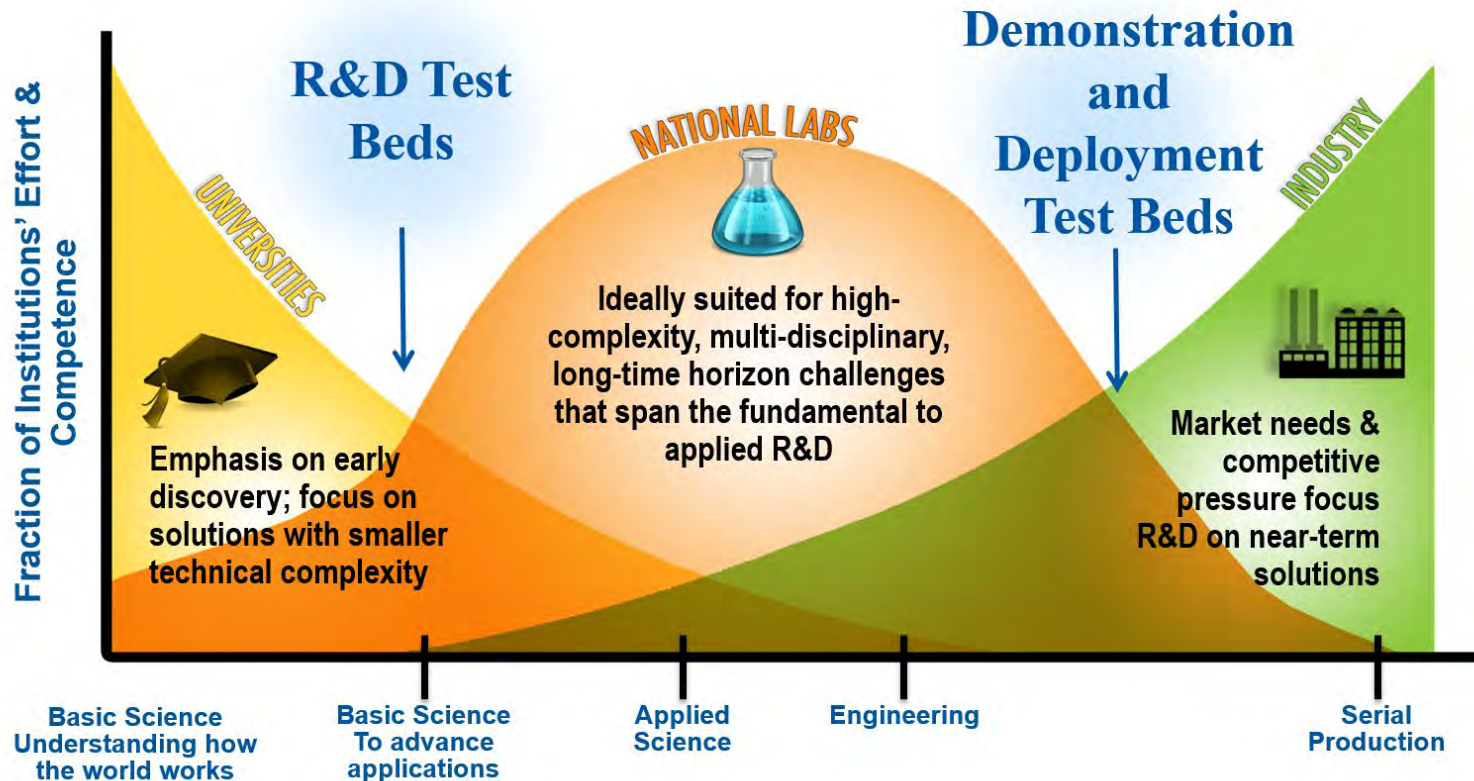 Fraction of Institutions' Effort &
Competence
R&D Test
Beds
Demonstration
and
Deployment
Test Beds
UNIVERSITIES
NATIONAL LABS
INDUSTRY
Emphasis on early
discovery; focus on
solutions with smaller
technical complexity
Ideally suited for high-
complexity, multi-disciplinary,
long-time horizon challenges
that span the fundamental to
applied R&D
Market needs &
competitive
pressure focus
R&D on near-term
solutions
Basic Science
Understanding how
the world works
Basic Science
To advance
applications
Applied
Science
Engineering
Serial
Production